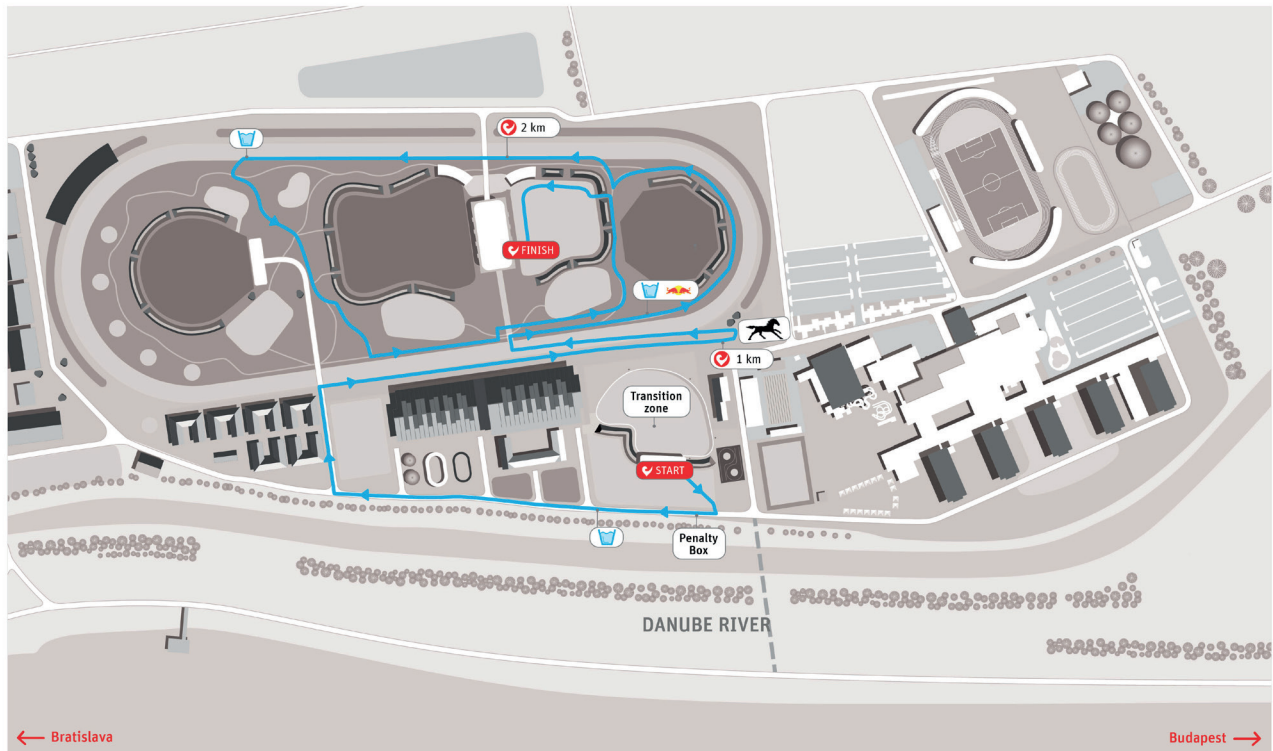 2 km
FINISH
1 km
Transition
zone
START
Penalty
Box
DANUBE RIVER
Bratislava
Budapest